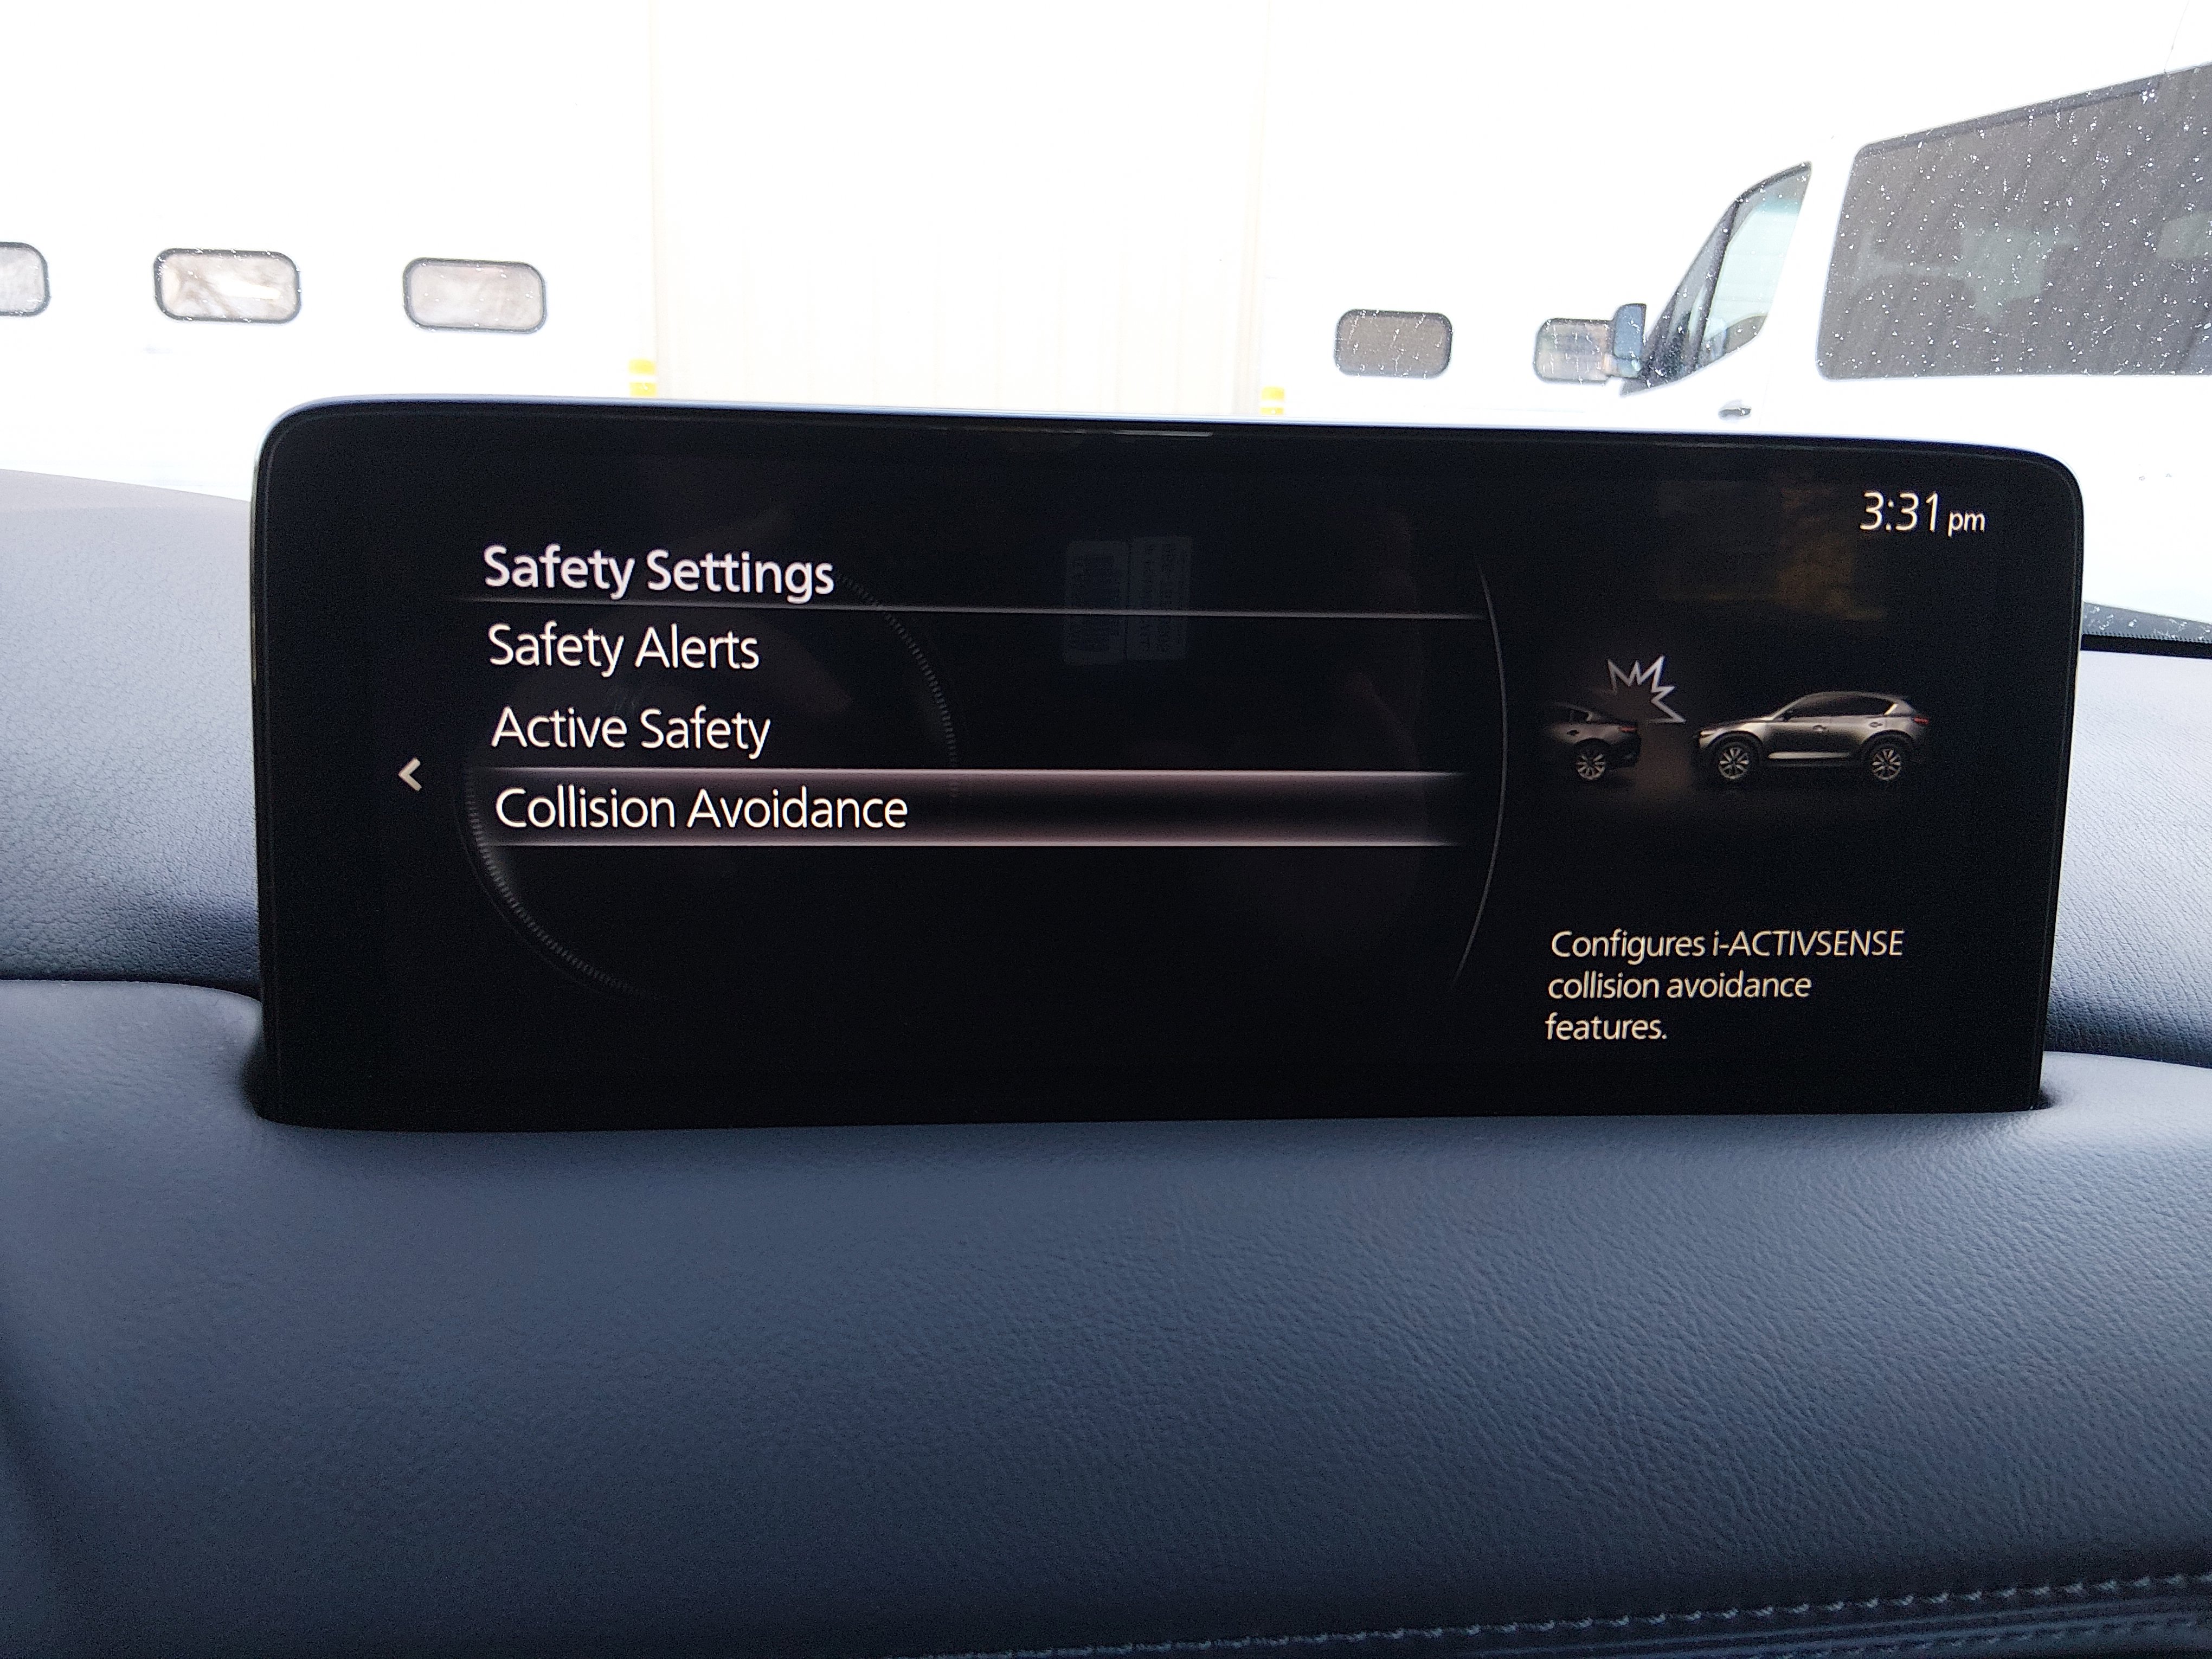 3:31 pm
Safety Settings
Safety Alerts
Active Safety
Collision Avoidance
Configures i-ACTIVSENSE
collision avoidance
features.